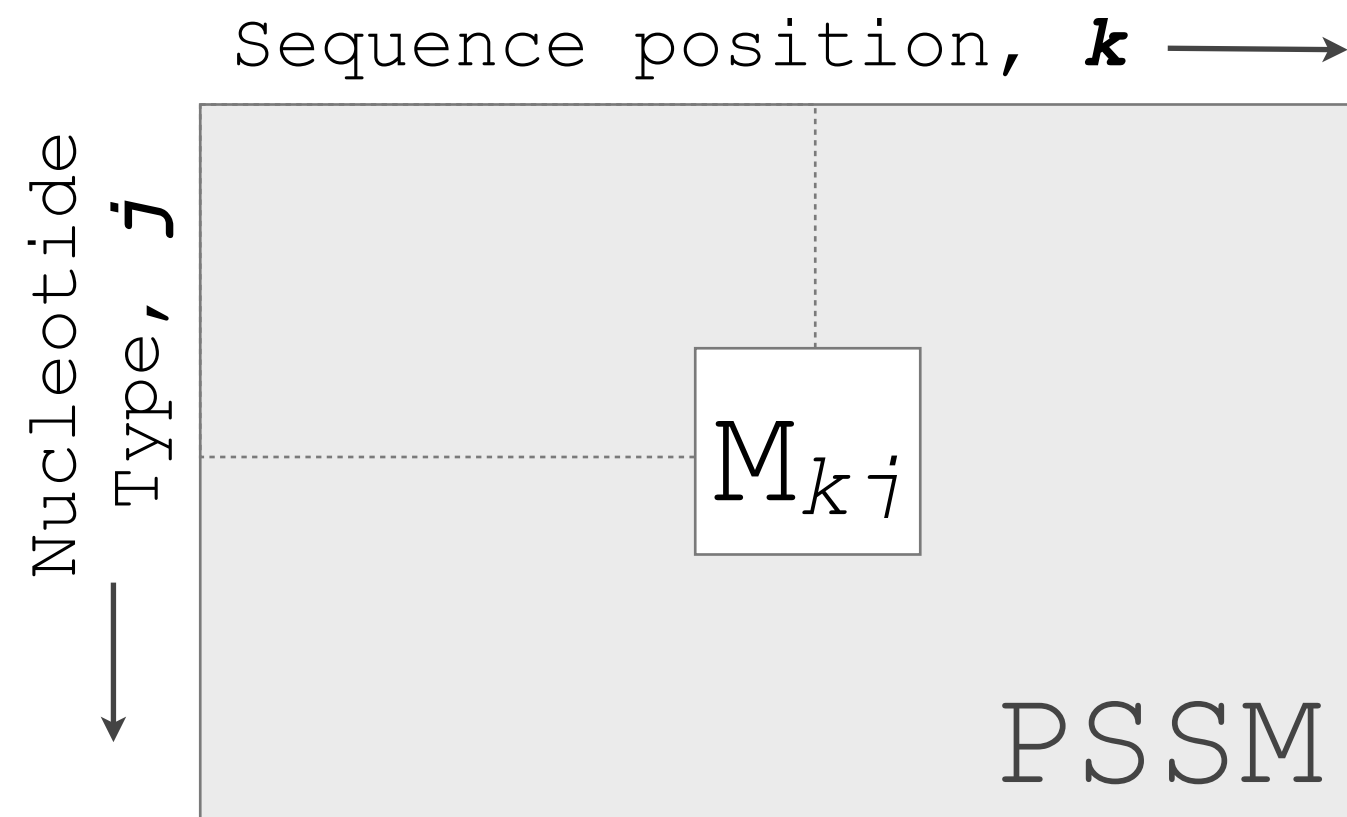 Sequence position, k
Nucleotide
Type, j
Mkj
PSSM